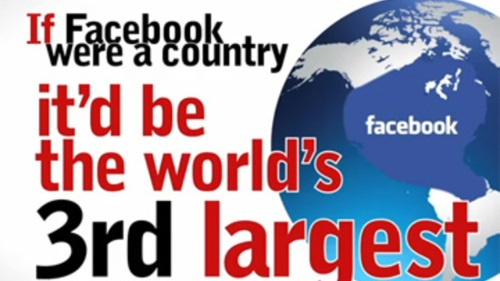 If Facebook
were a country
it'd be
the world's
3rd largest
facebook